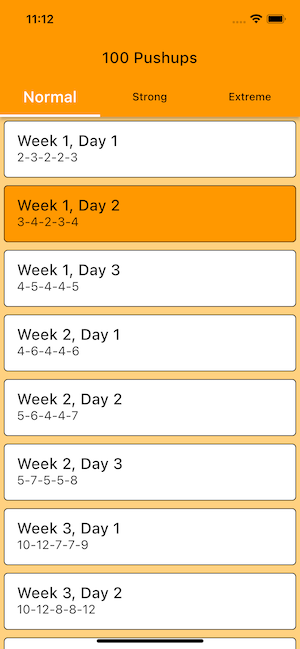 11:12
100 Pushups
Normal Strong Extreme
Week 1, Day 1
2-3-2-2-3
Week 1, Day 2
3-4-2-3-4
Week 1, Day 3
4-5-4-4-5
Week 2, Day 1
4-6-4-4-6
Week 2, Day 2
5-6-4-4-7
Week 2, Day 3
5-7-5-5-8
Week 3, Day 1
10-12-7-7-9
Week 3, Day 2
10-12-8-8-12